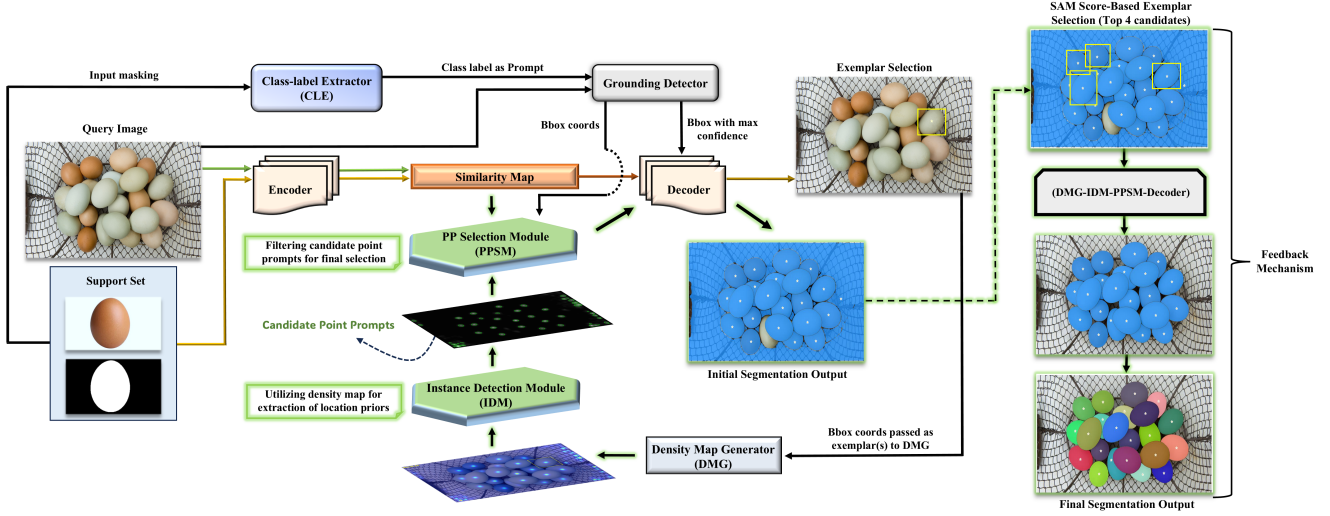 SAM Score-Based Exemplar
Selection (Top 4 candidates)
Input masking
Class-label Extractor
(CLE)
Class label as Prompt
Grounding Detector
Exemplar Selection
Bbox coords
Bbox with max
confidence
Query Image
Encoder
Similarity Map
Decoder
(DMG-IDM-PPSM-Decoder)
Filtering candidate point
prompts for final selection
PP Selection Module
(PPSM)
Feedback
Mechanism
Support Set
Candidate Point Prompts
Initial Segmentation Output
Utilizing density map for
extraction of location priors
Instance Detection Module
(IDM)
Bbox coords passed as
exemplar(s) to DMG
Density Map Generator
(DMG)
Final Segmentation Output